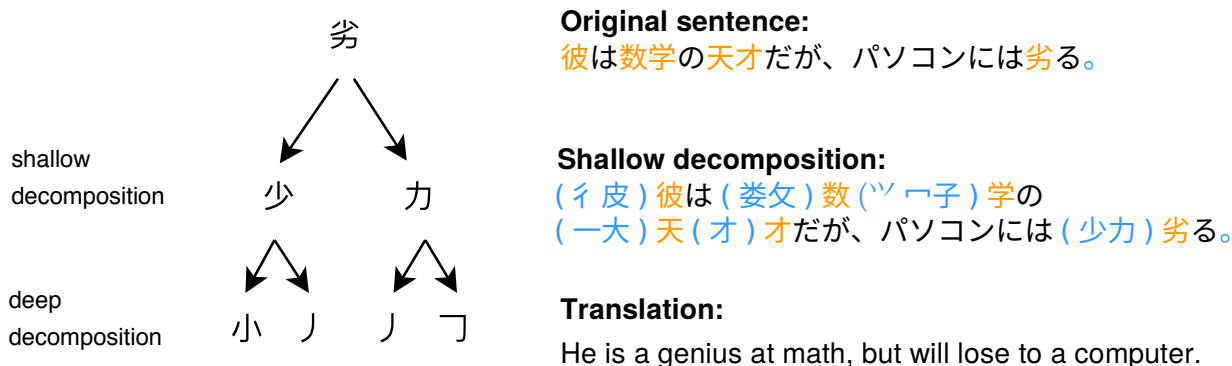 劣
shallow
decomposition
少 力
deep
decomposition
小 丿 丿 𠃌
Original sentence:
彼は数学の天才だが、パソコンには劣る。
Shallow decomposition:
( 彳 皮 ) 彼は ( 娄攵 ) 数 (⺍ 冖子 ) 学の
( 一大 ) 天 ( 才 ) 才だが、パソコンには ( 少力 ) 劣る。
Translation:
He is a genius at math, but will lose to a computer.